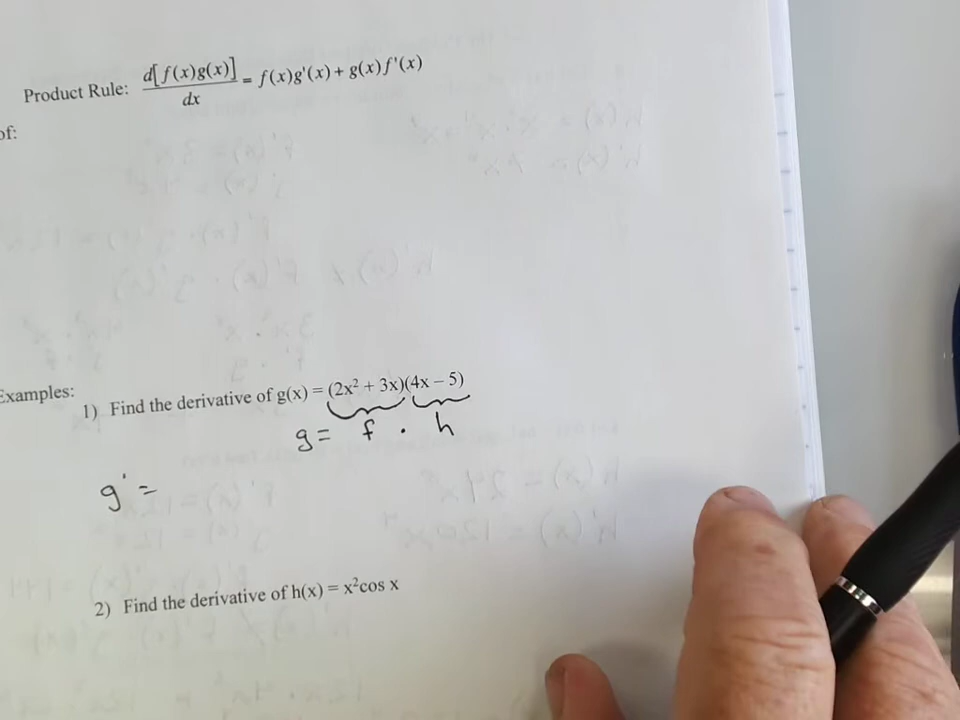 Product Rule: d[f(x)g(x)]/dx = f(x)g'(x) + g(x)f'(x)
of:
Examples:
1) Find the derivative of g(x) = (2x² + 3x)(4x – 5)
g = f · h
g' =
2) Find the derivative of h(x) = x²cos x